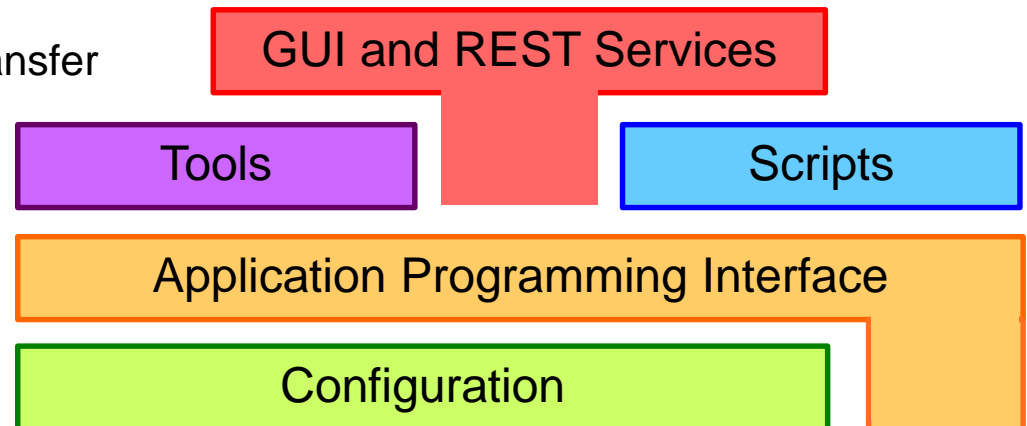 ansfer
GUI and REST Services
Tools
Scripts
Application Programming Interface
Configuration